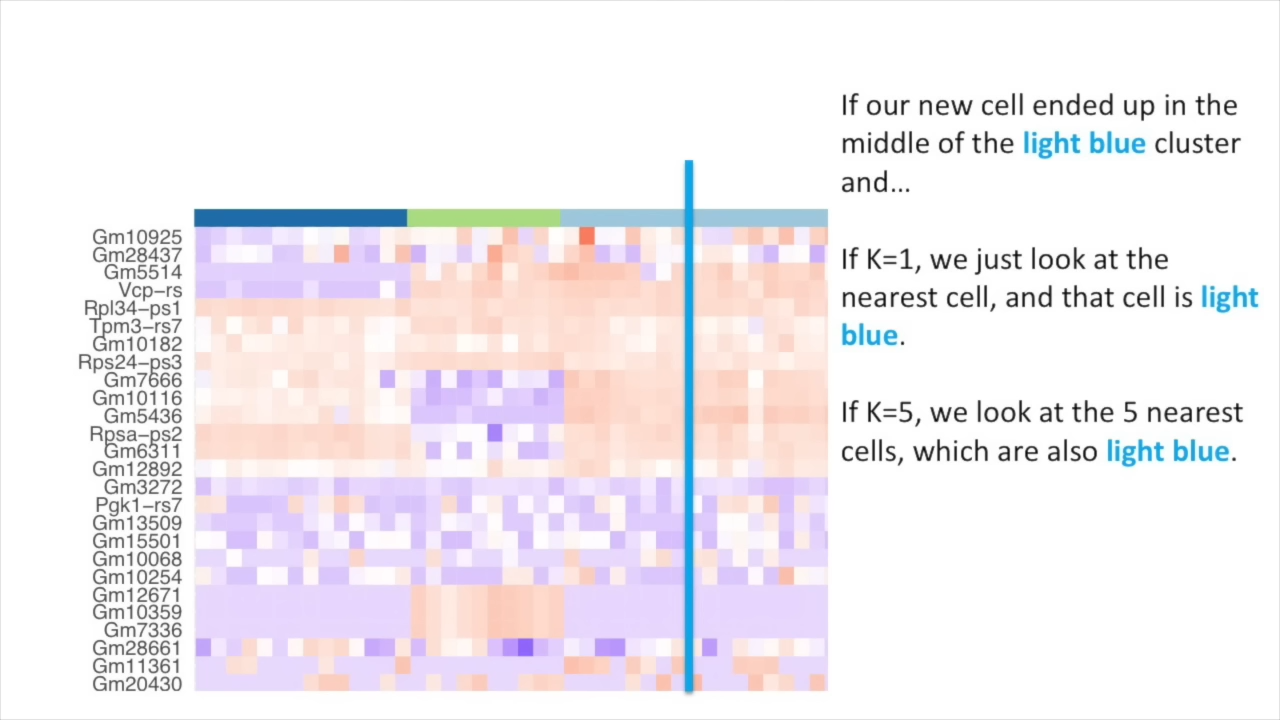 If our new cell ended up in the
middle of the light blue cluster
and...
If K=1, we just look at the
nearest cell, and that cell is light
blue.
If K=5, we look at the 5 nearest
cells, which are also light blue.
Gm10925
Gm28437
Gm5514
Vcp−rs
Rpl34−ps1
Tpm3−rs7
Gm10182
Rps24−ps3
Gm7666
Gm10116
Gm5436
Rpsa−ps2
Gm6311
Gm12892
Gm3272
Pgk1−rs7
Gm13509
Gm15501
Gm10068
Gm10254
Gm12671
Gm10359
Gm7336
Gm28661
Gm11361
Gm20430